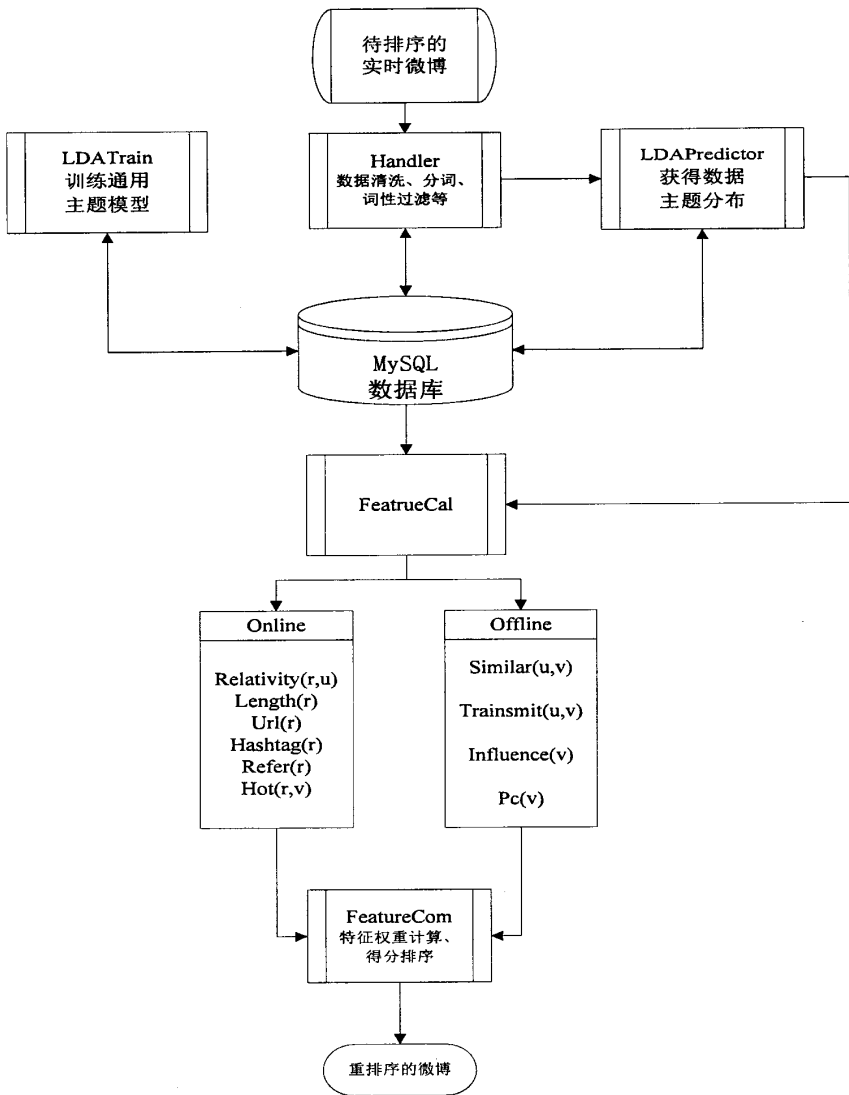 待排序的
实时微博
LDATrain
训练通用
主题模型
Handler
数据清洗、分词、
词性过滤等
LDAPredictor
获得数据
主题分布
MySQL
数据库
FeatrueCal
Online
Relativity(r,u)
Length(r)
Url(r)
Hashtag(r)
Refer(r)
Hot(r,v)
Offline
Similar(u,v)
Trainsmit(u,v)
Influence(v)
Pc(v)
FeatureCom
特征权重计算、
得分排序
重排序的微博